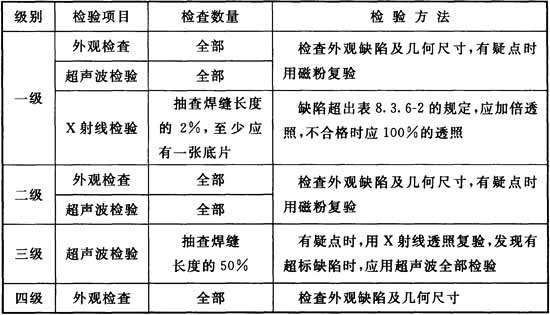 级别 检验项目 检查数量 检验方法
一级 外观检查 全部 检查外观缺陷及几何尺寸,有疑点时
用磁粉复验
超声波检验 全部
X射线检验 抽查焊缝长度
的2%,至少应
有一张底片
缺陷超出表8.3.6-2的规定,应加倍透
照,不合格时应100%的透照
二级 外观检查 全部 检查外观缺陷及几何尺寸,有疑点时
用磁粉复验
超声波检验 全部
三级 超声波检验 抽查焊缝
长度的50%
有疑点时,用X射线透照复验,发现有
超标缺陷时,应用超声波全部检验
四级 外观检查 全部 检查外观缺陷及几何尺寸